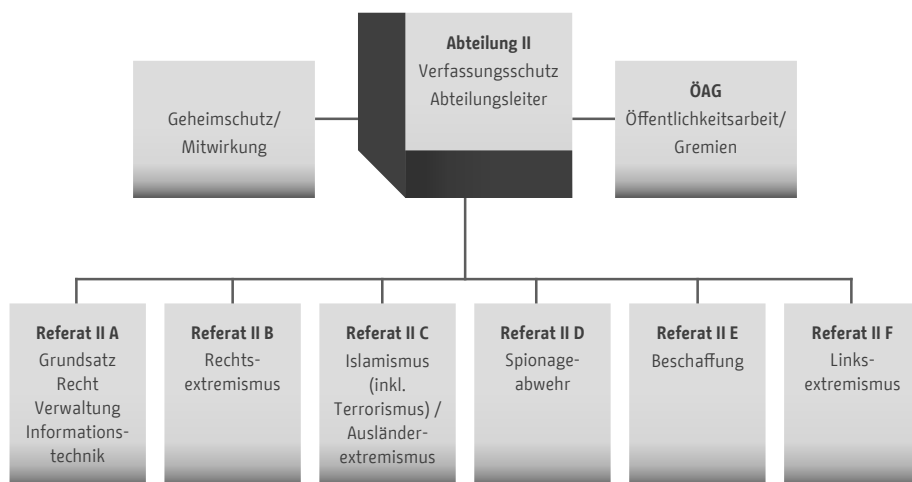 Abteilung II
Verfassungsschutz
Abteilungsleiter
Geheimschutz/
Mitwirkung
ÖAG
Öffentlichkeitsarbeit/
Gremien
Referat II A
Grundsatz
Recht
Verwaltung
Informations-
technik
Referat II B
Rechts-
extremismus
Referat II C
Islamismus
(inkl.
Terrorismus) /
Ausländer-
extremismus
Referat II D
Spionage-
abwehr
Referat II E
Beschaffung
Referat II F
Links-
extremismus